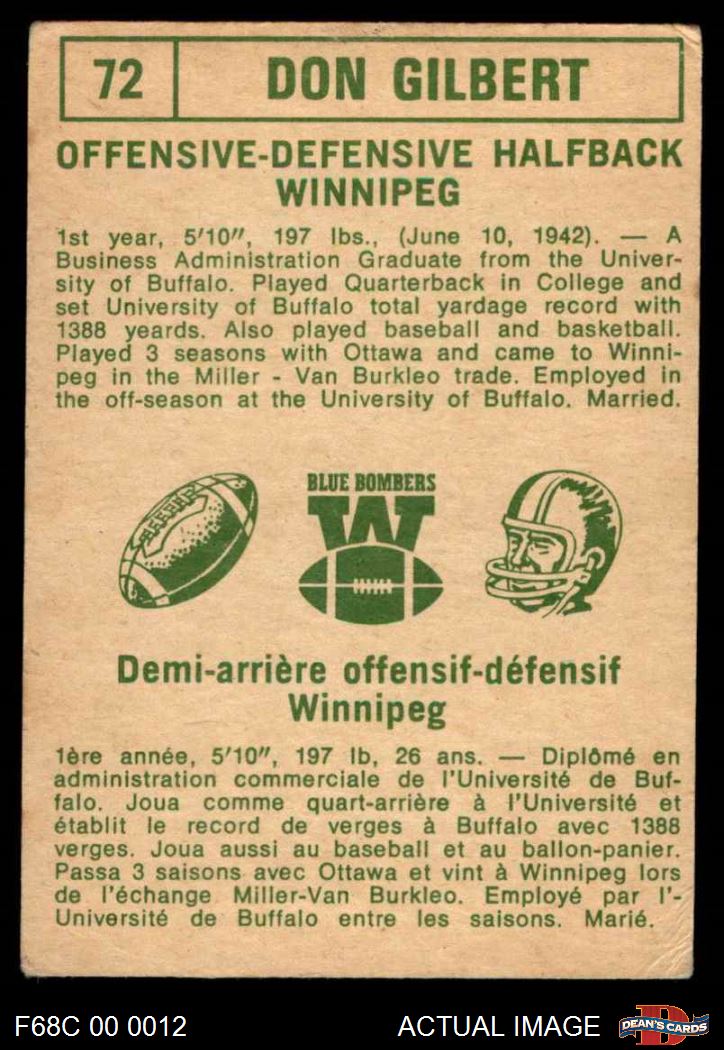 72 DON GILBERT
OFFENSIVE-DEFENSIVE HALFBACK
WINNIPEG
1st year, 5'10", 197 lbs., (June 10, 1942). — A
Business Administration Graduate from the Univer-
sity of Buffalo. Played Quarterback in College and
set University of Buffalo total yardage record with
1388 yeards. Also played baseball and basketball.
Played 3 seasons with Ottawa and came to Winni-
peg in the Miller - Van Burkleo trade. Employed in
the off-season at the University of Buffalo. Married.
BLUE BOMBERS
W
Demi-arrière offensif-défensif
Winnipeg
1ère année, 5'10", 197 lb, 26 ans. — Diplômé en
administration commerciale de l'Université de Buf-
falo. Joua comme quart-arrière à l'Université et
établit le record de verges à Buffalo avec 1388
verges. Joua aussi au baseball et au ballon-panier.
Passa 3 saisons avec Ottawa et vint à Winnipeg lors
de l'échange Miller-Van Burkleo. Employé par l'-
Université de Buffalo entre les saisons. Marié.
F68C 00 0012 ACTUAL IMAGE D DEAN'S CARDS